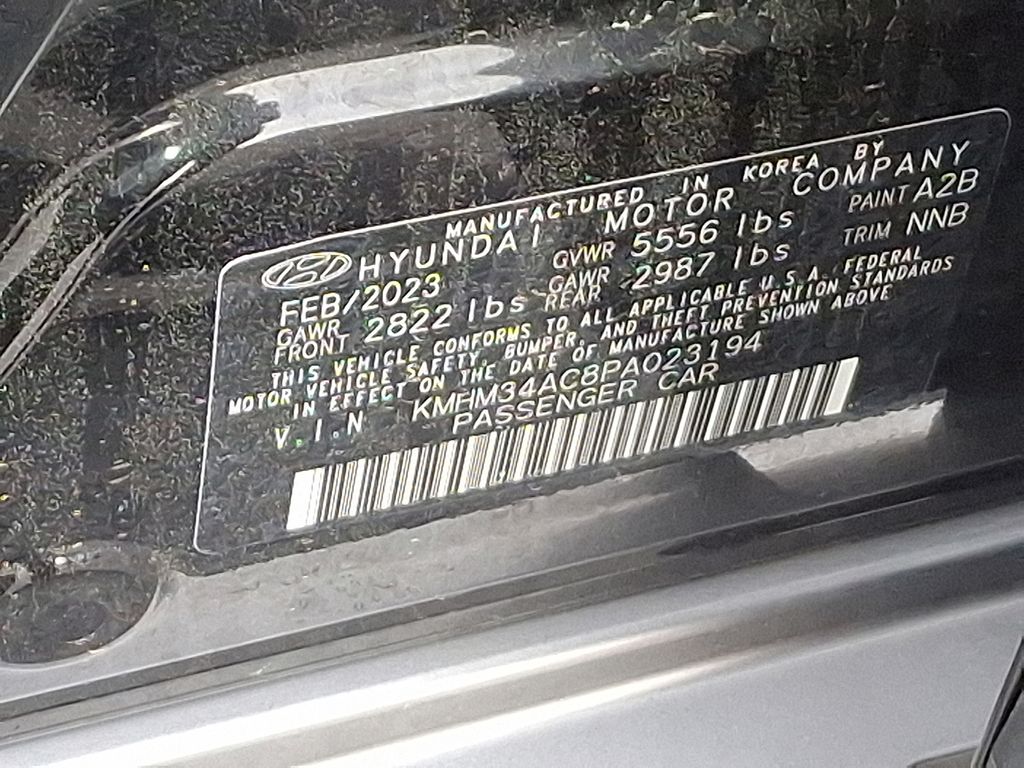 MANUFACTURED IN KOREA BY
HYUNDAI MOTOR COMPANY
FEB/2023 GVWR 5556 lbs PAINT A2B
GAWR FRONT 2822 lbs GAWR REAR 2987 lbs TRIM NNB
THIS VEHICLE CONFORMS TO ALL APPLICABLE U.S.A. FEDERAL
MOTOR VEHICLE SAFETY, BUMPER, AND THEFT PREVENTION STANDARDS
IN EFFECT ON THE DATE OF MANUFACTURE SHOWN ABOVE
V.I.N KMHM34AC8PA023194
PASSENGER CAR